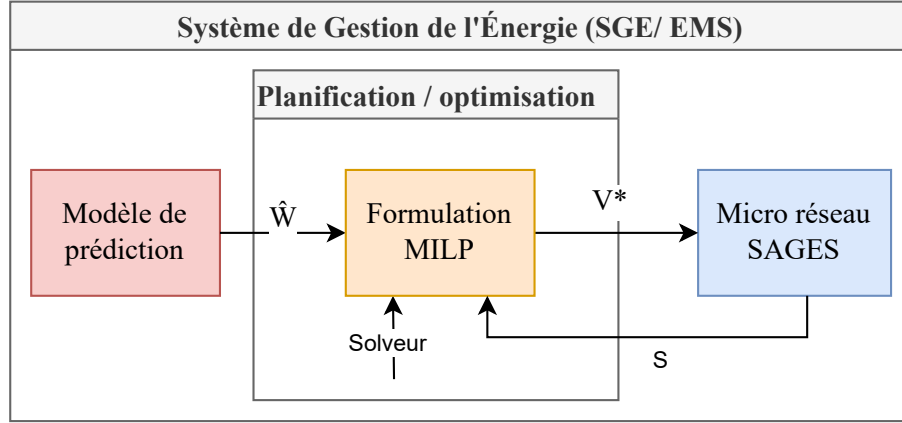 Système de Gestion de l'Énergie (SGE/ EMS)
Planification / optimisation
Modèle de
prédiction
Ŵ
Formulation
MILP
V*
Micro réseau
SAGES
Solveur
S